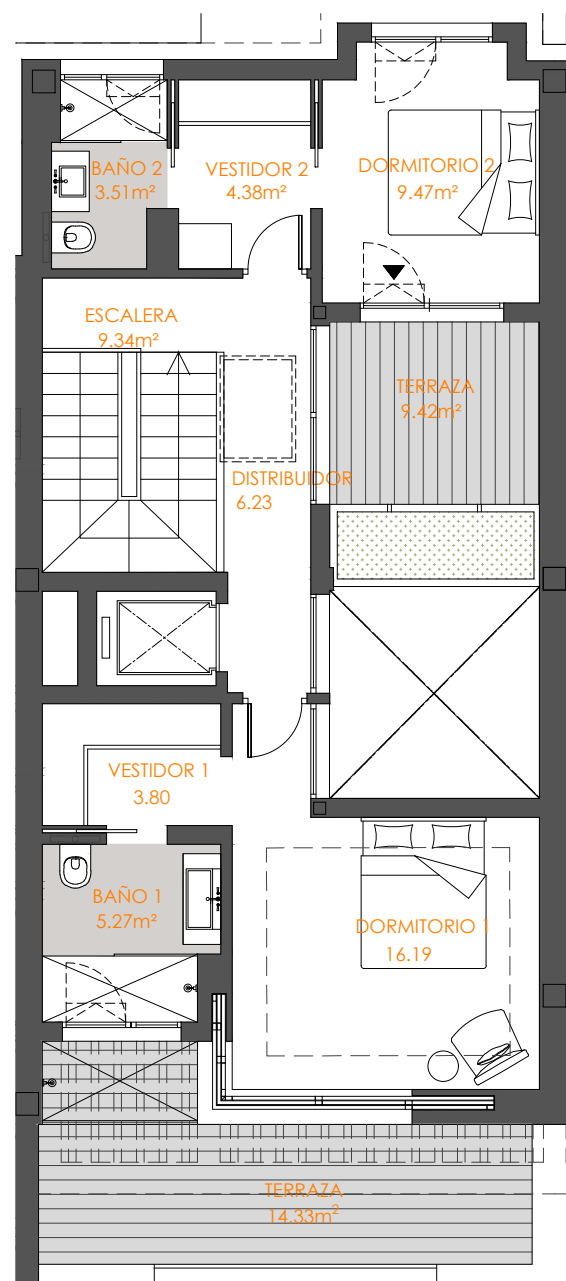 BAÑO 2
3.51m²
VESTIDOR 2
4.38m²
DORMITORIO 2
9.47m²
ESCALERA
9.34m²
TERRAZA
9.42m²
DISTRIBUIDOR
6.23
VESTIDOR 1
3.80
BAÑO 1
5.27m²
DORMITORIO 1
16.19
TERRAZA
14.33m²